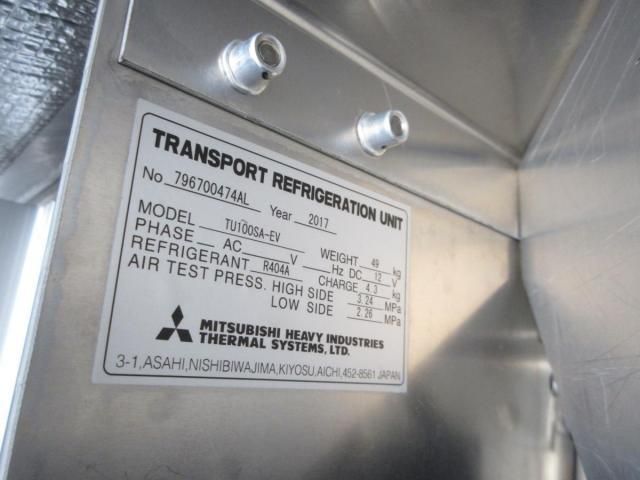 TRANSPORT REFRIGERATION UNIT
No 796700474AL Year 2017
MODEL TU100SA-EV WEIGHT 49 kg
PHASE AC V Hz DC 12 V
REFRIGERANT R404A CHARGE 4.3 kg
AIR TEST PRESS. HIGH SIDE 3.24 MPa
LOW SIDE 2.26 MPa
MITSUBISHI HEAVY INDUSTRIES
THERMAL SYSTEMS, LTD.
3-1, ASAHI, NISHIBIWAJIMA, KIYOSU, AICHI, 452-8561 JAPAN